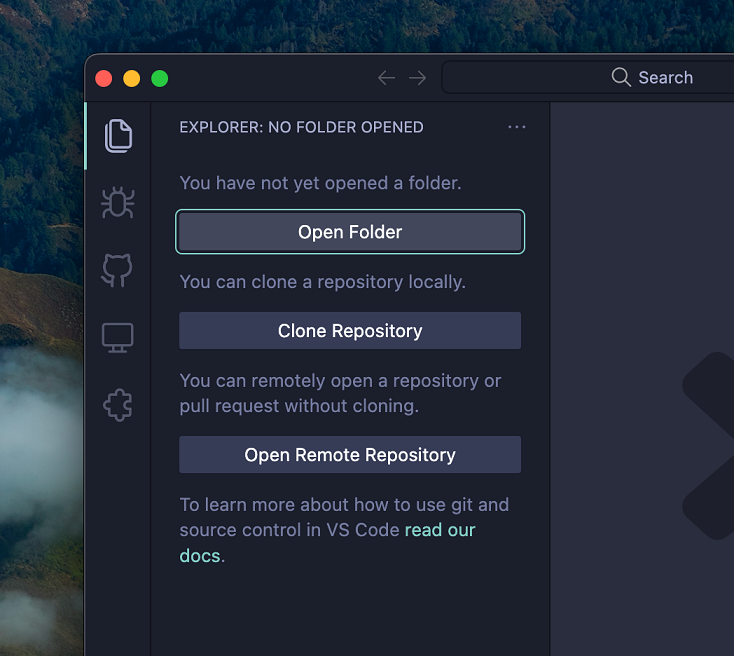 Search
EXPLORER: NO FOLDER OPENED
You have not yet opened a folder.
Open Folder
You can clone a repository locally.
Clone Repository
You can remotely open a repository or
pull request without cloning.
Open Remote Repository
To learn more about how to use git and
source control in VS Code read our
docs.